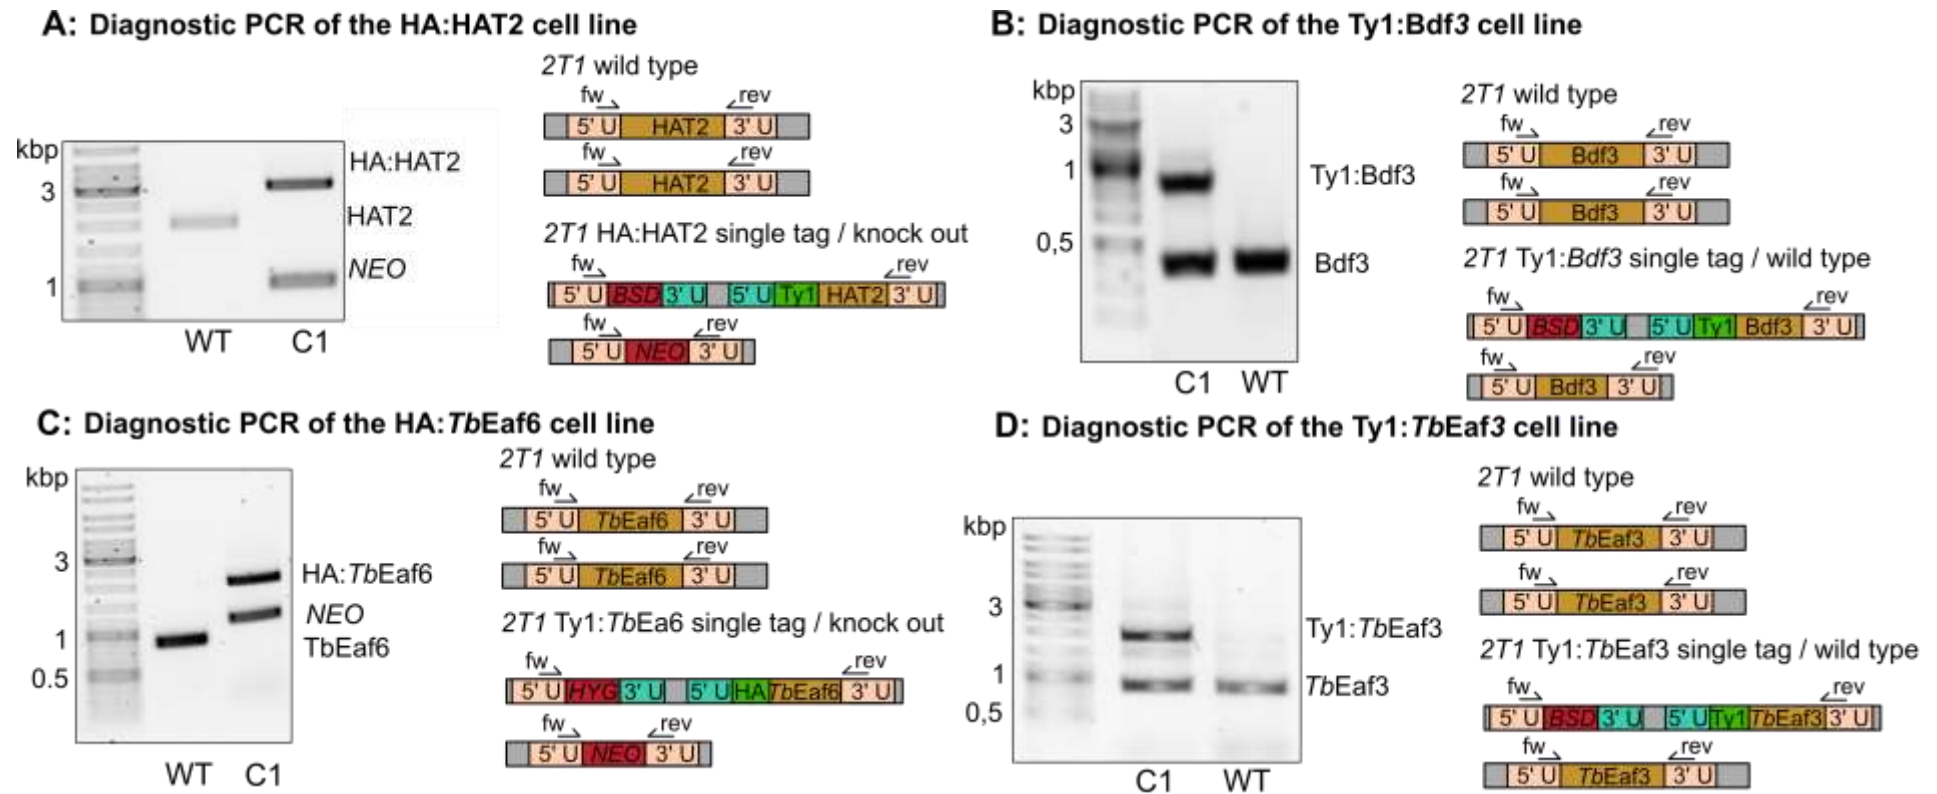 A: Diagnostic PCR of the HA:HAT2 cell line
2T1 wild type
fw rev
5' U HAT2 3' U
fw rev
5' U HAT2 3' U
kbp
3
1
HA:HAT2
HAT2
NEO
WT C1
2T1 HA:HAT2 single tag / knock out
fw rev
5' U BSD 3' U 5' U Ty1 HAT2 3' U
fw rev
5' U NEO 3' U
B: Diagnostic PCR of the Ty1:Bdf3 cell line
kbp
3
1
0,5
Ty1:Bdf3
Bdf3
C1 WT
2T1 wild type
fw rev
5' U Bdf3 3' U
fw rev
5' U Bdf3 3' U
2T1 Ty1:Bdf3 single tag / wild type
fw rev
5' U BSD 3' U 5' U Ty1 Bdf3 3' U
fw rev
5' U Bdf3 3' U
C: Diagnostic PCR of the HA:TbEaf6 cell line
kbp
3
1
0.5
HA:TbEaf6
NEO
TbEaf6
WT C1
2T1 wild type
fw rev
5' U TbEaf6 3' U
fw rev
5' U TbEaf6 3' U
2T1 Ty1:TbEa6 single tag / knock out
fw rev
5' U HYG 3' U 5' U HA TbEaf6 3' U
fw rev
5' U NEO 3' U
D: Diagnostic PCR of the Ty1:TbEaf3 cell line
kbp
3
1
0,5
Ty1:TbEaf3
TbEaf3
C1 WT
2T1 wild type
fw rev
5' U TbEaf3 3' U
fw rev
5' U TbEaf3 3' U
2T1 Ty1:TbEaf3 single tag / wild type
fw rev
5' U BSD 3' U 5' U Ty1 TbEaf3 3' U
fw rev
5' U TbEaf3 3' U